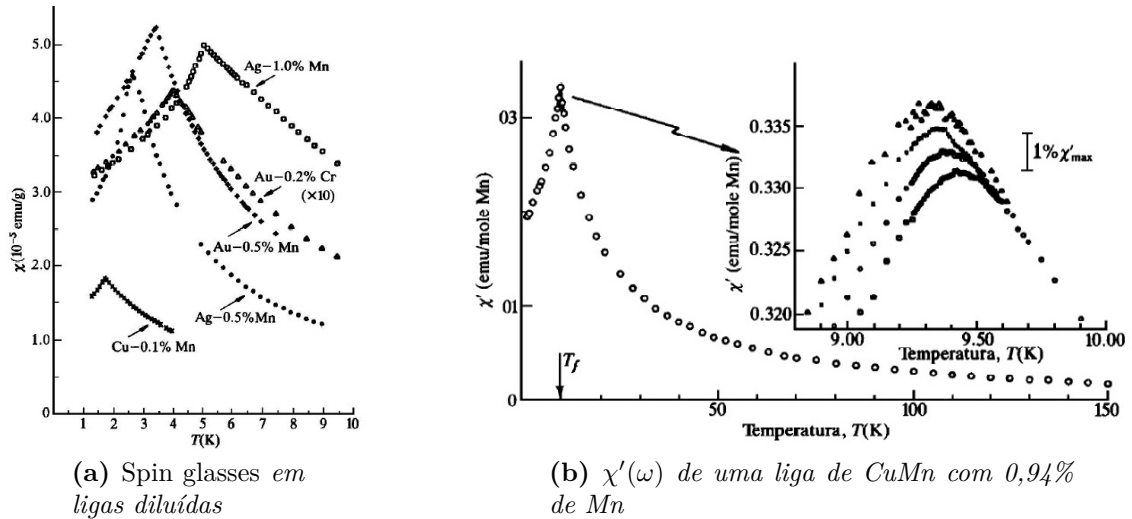 χ(10⁻⁵ emu/g)
5.0
4.0
3.0
2.0
1.0
0
Ag−1.0% Mn
Au−0.2% Cr
(×10)
Au−0.5% Mn
Ag−0.5%Mn
Cu−0.1% Mn
1 2 3 4 5 6 7 8 9 10
T(K)
(a) Spin glasses em
ligas diluídas
χ′ (emu/mole Mn)
03
01
0
T_f
50 100 150
Temperatura, T(K)
χ′ (emu/mole Mn)
0.335
0.330
0.325
0.320
1%χ′max
9.00 9.50 10.00
Temperatura, T(K)
(b) χ′(ω) de uma liga de CuMn com 0,94%
de Mn